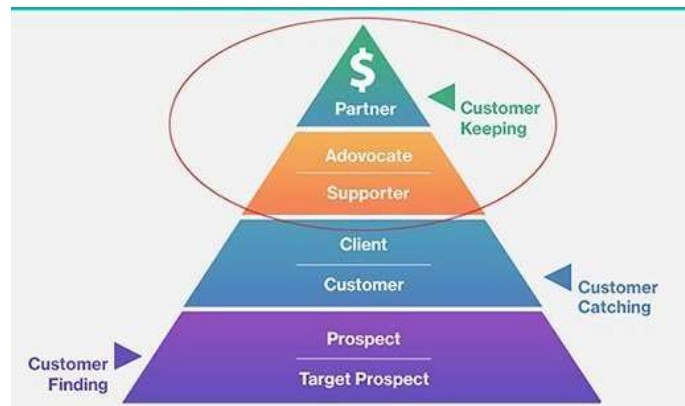 $
Partner
Customer
Keeping
Adovocate
Supporter
Client
Customer
Customer
Catching
Prospect
Customer
Finding
Target Prospect